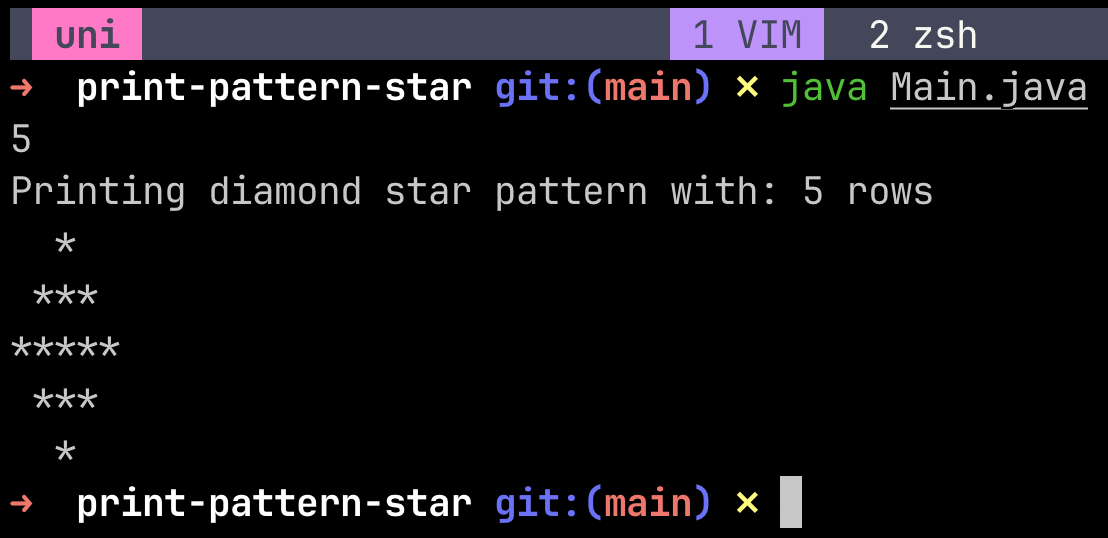 uni 1 VIM 2 zsh
➜  print-pattern-star git:(main) ✗ java Main.java
5
Printing diamond star pattern with: 5 rows
  *
 ***
*****
 ***
  *
➜  print-pattern-star git:(main) ✗